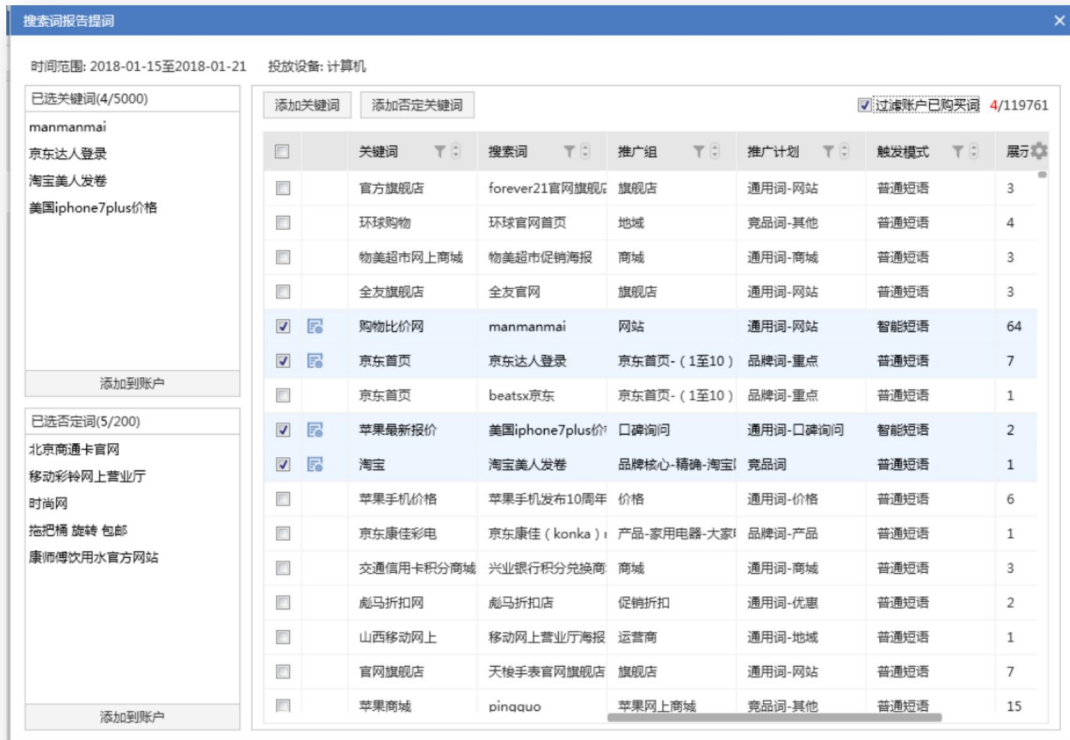 搜索词报告提词
时间范围: 2018-01-15至2018-01-21 投放设备: 计算机
已选关键词(4/5000)
manmanmai
京东达人登录
淘宝美人发卷
美国iphone7plus价格
添加到账户
已选否定词(5/200)
北京商通卡官网
移动彩铃网上营业厅
时尚网
拖把桶 旋转 包邮
康师傅饮用水官方网站
添加到账户
添加关键词 添加否定关键词 过滤账户已购买词 4/119761
关键词 搜索词 推广组 推广计划 触发模式 展示
官方旗舰店 forever21官网旗舰店 旗舰店 通用词-网站 普通短语 3
环球购物 环球官网首页 地域 竞品词-其他 普通短语 4
物美超市网上商城 物美超市促销海报 商城 通用词-商城 普通短语 3
全友旗舰店 全友官网 旗舰店 通用词-网站 普通短语 3
购物比价网 manmanmai 网站 通用词-网站 智能短语 64
京东首页 京东达人登录 京东首页-（1至10） 品牌词-重点 普通短语 7
京东首页 beatsx京东 京东首页-（1至10） 品牌词-重点 普通短语 1
苹果最新报价 美国iphone7plus价 口碑询问 通用词-口碑询问 智能短语 2
淘宝 淘宝美人发卷 品牌核心-精确-淘宝 竞品词 普通短语 1
苹果手机价格 苹果手机发布10周年 价格 通用词-价格 普通短语 6
京东康佳彩电 京东康佳（konka） 产品-家用电器-大家 品牌词-产品 普通短语 1
交通信用卡积分商城 兴业银行积分兑换商 商城 通用词-商城 普通短语 3
彪马折扣网 彪马折扣店 促销折扣 通用词-优惠 普通短语 2
山西移动网上 移动网上营业厅海报 运营商 通用词-地域 普通短语 1
官网旗舰店 天梭手表官网旗舰店 旗舰店 通用词-网站 普通短语 7
苹果商城 pingguo 苹果网上商城 竞品词-其他 普通短语 15